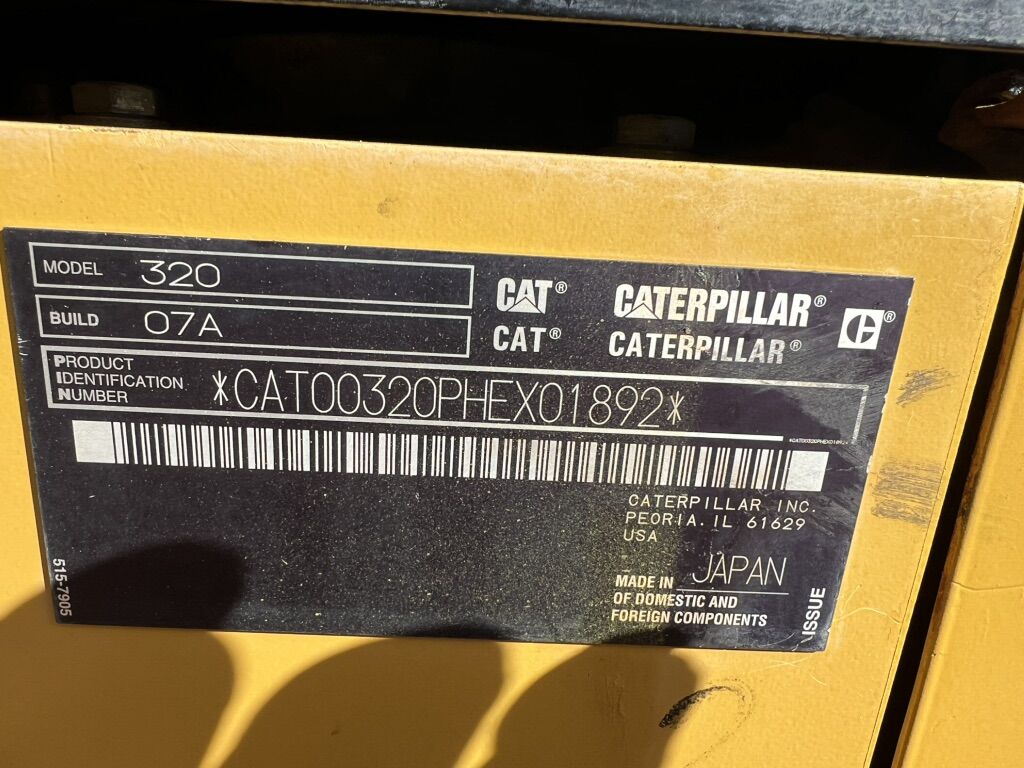 MODEL 320
BUILD 07A
PRODUCT
IDENTIFICATION
NUMBER
*CAT00320PHEX01892*
CAT® CATERPILLAR®
CAT® CATERPILLAR® C®
*CAT00320PHEX01892*
CATERPILLAR INC.
PEORIA, IL 61629
USA
MADE IN JAPAN
OF DOMESTIC AND
FOREIGN COMPONENTS
515-7905
ISSUE